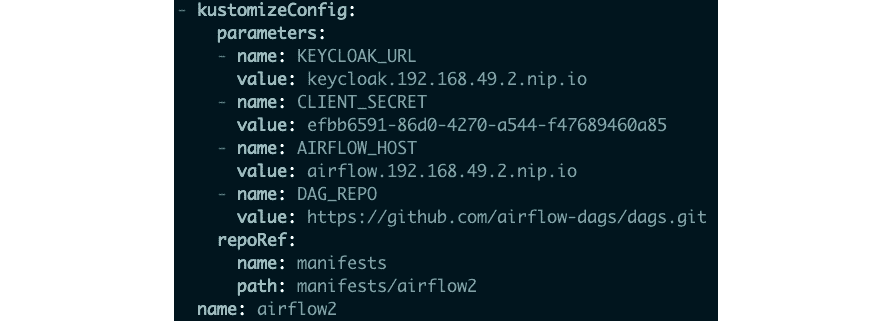 - kustomizeConfig:
    parameters:
    - name: KEYCLOAK_URL
      value: keycloak.192.168.49.2.nip.io
    - name: CLIENT_SECRET
      value: efbb6591-86d0-4270-a544-f47689460a85
    - name: AIRFLOW_HOST
      value: airflow.192.168.49.2.nip.io
    - name: DAG_REPO
      value: https://github.com/airflow-dags/dags.git
    repoRef:
      name: manifests
      path: manifests/airflow2
  name: airflow2